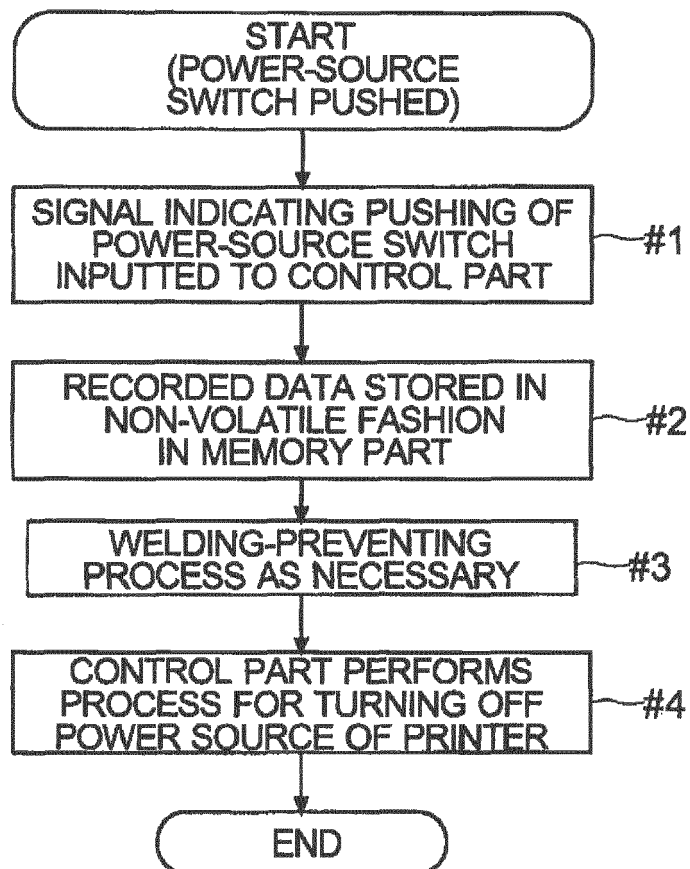 START
(POWER-SOURCE
SWITCH PUSHED)
SIGNAL INDICATING PUSHING OF
POWER-SOURCE SWITCH
INPUTTED TO CONTROL PART
#1
RECORDED DATA STORED IN
NON-VOLATILE FASHION
IN MEMORY PART
#2
WELDING-PREVENTING
PROCESS AS NECESSARY
#3
CONTROL PART PERFORMS
PROCESS FOR TURNING OFF
POWER SOURCE OF PRINTER
#4
END